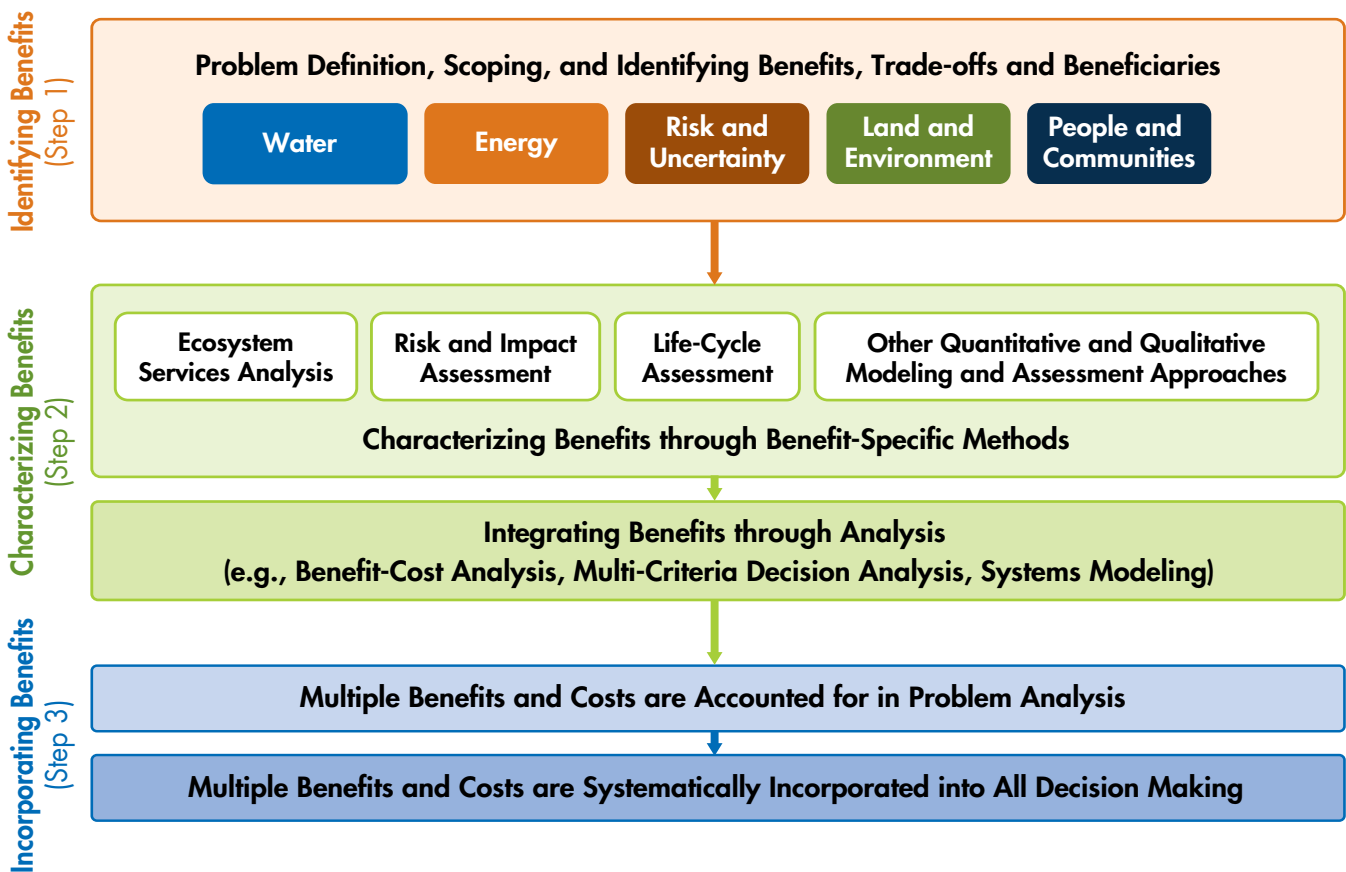 Identifying Benefits
(Step 1)
Problem Definition, Scoping, and Identifying Benefits, Trade-offs and Beneficiaries
Water
Energy
Risk and
Uncertainty
Land and
Environment
People and
Communities
Characterizing Benefits
(Step 2)
Ecosystem
Services Analysis
Risk and Impact
Assessment
Life-Cycle
Assessment
Other Quantitative and Qualitative
Modeling and Assessment Approaches
Characterizing Benefits through Benefit-Specific Methods
Integrating Benefits through Analysis
(e.g., Benefit-Cost Analysis, Multi-Criteria Decision Analysis, Systems Modeling)
Incorporating Benefits
(Step 3)
Multiple Benefits and Costs are Accounted for in Problem Analysis
Multiple Benefits and Costs are Systematically Incorporated into All Decision Making